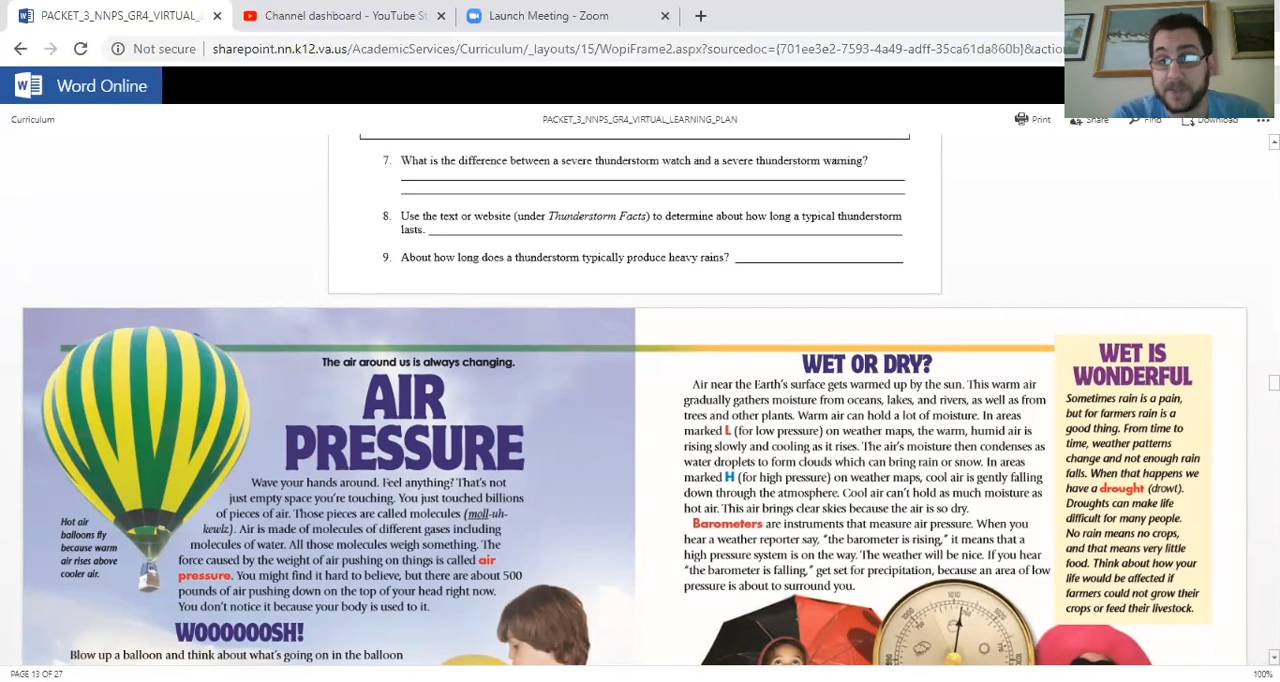 PACKET_3_NNPS_GR4_VIRTUAL_L
Channel dashboard - YouTube St
Launch Meeting - Zoom
Not secure
sharepoint.nn.k12.va.us/AcademicServices/Curriculum/_layouts/15/WopiFrame2.aspx?sourcedoc={701ee3e2-7593-4a49-adff-35ca61da860b}&actio
Word Online
Curriculum
PACKET_3_NNPS_GR4_VIRTUAL_LEARNING_PLAN
Print
Share
Find
Download
7. What is the difference between a severe thunderstorm watch and a severe thunderstorm warning?
8. Use the text or website (under Thunderstorm Facts) to determine about how long a typical thunderstorm
lasts.
9. About how long does a thunderstorm typically produce heavy rains?
The air around us is always changing.
AIR
PRESSURE
Wave your hands around. Feel anything? That's not
just empty space you're touching. You just touched billions
of pieces of air. Those pieces are called molecules (moll-uh-
kewlz). Air is made of molecules of different gases including
molecules of water. All those molecules weigh something. The
force caused by the weight of air pushing on things is called air
pressure. You might find it hard to believe, but there are about 500
pounds of air pushing down on the top of your head right now.
You don't notice it because your body is used to it.
Hot air
balloons fly
because warm
air rises above
cooler air.
WOOOOOSH!
Blow up a balloon and think about what's going on in the balloon
WET OR DRY?
Air near the Earth's surface gets warmed up by the sun. This warm air
gradually gathers moisture from oceans, lakes, and rivers, as well as from
trees and other plants. Warm air can hold a lot of moisture. In areas
marked L (for low pressure) on weather maps, the warm, humid air is
rising slowly and cooling as it rises. The air's moisture then condenses as
water droplets to form clouds which can bring rain or snow. In areas
marked H (for high pressure) on weather maps, cool air is gently falling
down through the atmosphere. Cool air can't hold as much moisture as
hot air. This air brings clear skies because the air is so dry.
Barometers are instruments that measure air pressure. When you
hear a weather reporter say, "the barometer is rising," it means that a
high pressure system is on the way. The weather will be nice. If you hear
"the barometer is falling," get set for precipitation, because an area of low
pressure is about to surround you.
1010
WET IS
WONDERFUL
Sometimes rain is a pain,
but for farmers rain is a
good thing. From time to
time, weather patterns
change and not enough rain
falls. When that happens we
have a drought (drowt).
Droughts can make life
difficult for many people.
No rain means no crops,
and that means very little
food. Think about how your
life would be affected if
farmers could not grow their
crops or feed their livestock.
PAGE 13 OF 27
100%